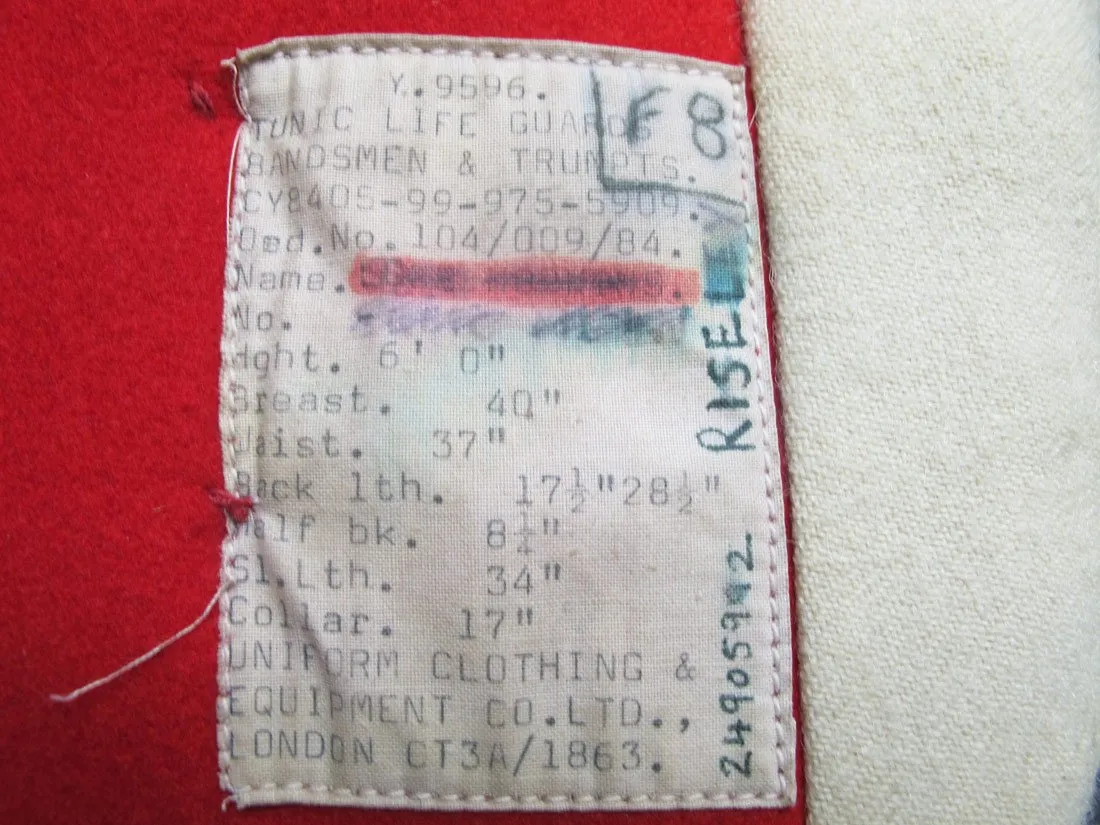 Y.9596.
TUNIC LIFE GUARDS
BANDSMEN & TRUMPTS.
CY8405-99-975-5909.
Ord.No.104/009/84.
Name.
No.
Hght. 6' 0"
Breast. 40"
Waist. 37"
Back lth. 17½"28½"
Half bk. 8¼"
Sl.Lth. 34"
Collar. 17"
UNIFORM CLOTHING &
EQUIPMENT CO.LTD.,
LONDON CT3A/1863.
F 8
24905992 RISEL